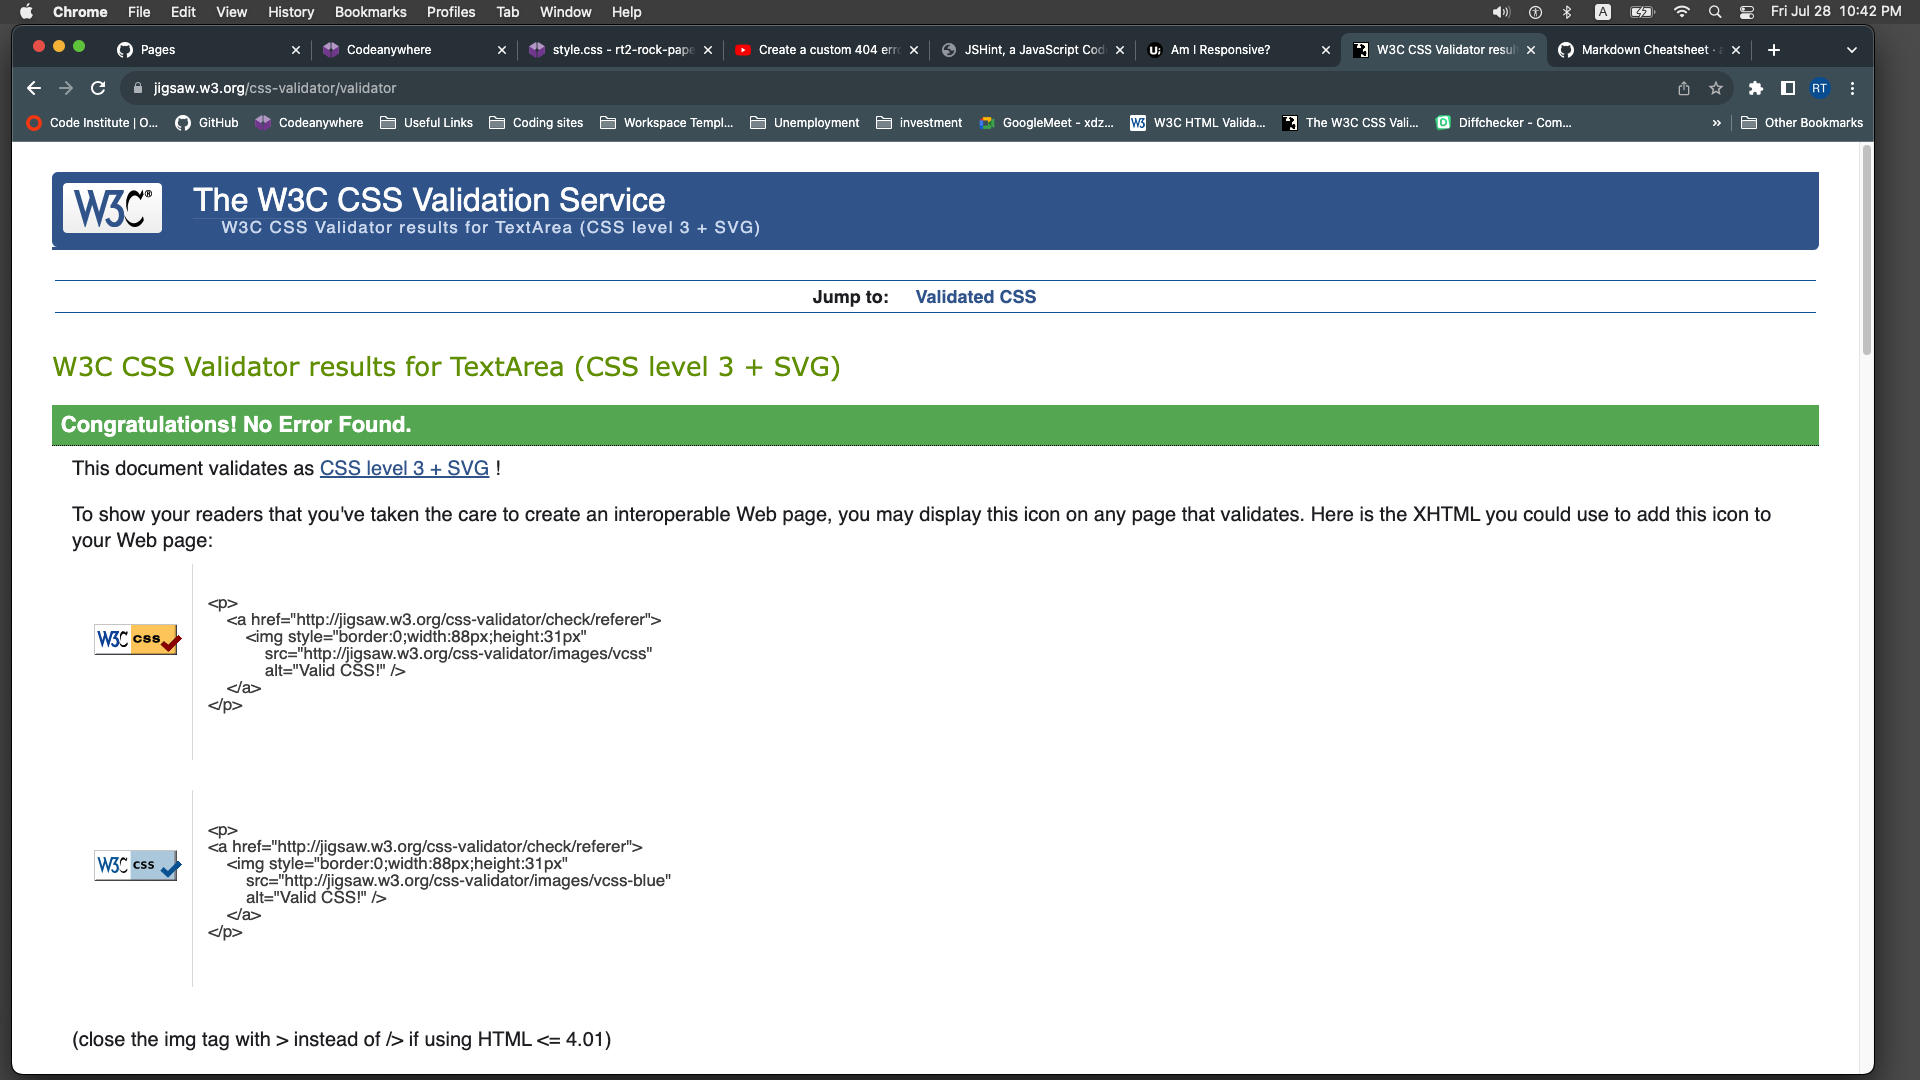 Chrome File Edit View History Bookmarks Profiles Tab Window Help A Fri Jul 28 10:42 PM
Pages Codeanywhere style.css - rt2-rock-pape Create a custom 404 erro JSHint, a JavaScript Cod Am I Responsive? W3C CSS Validator resul Markdown Cheatsheet ·
jigsaw.w3.org/css-validator/validator RT
Code Institute | O... GitHub Codeanywhere Useful Links Coding sites Workspace Templ... Unemployment investment GoogleMeet - xdz... W3C HTML Valida... The W3C CSS Vali... Diffchecker - Com... » Other Bookmarks
W3C® The W3C CSS Validation Service
W3C CSS Validator results for TextArea (CSS level 3 + SVG)
Jump to: Validated CSS
W3C CSS Validator results for TextArea (CSS level 3 + SVG)
Congratulations! No Error Found.
This document validates as CSS level 3 + SVG !
To show your readers that you've taken the care to create an interoperable Web page, you may display this icon on any page that validates. Here is the XHTML you could use to add this icon to
your Web page:
W3C css
<p>
<a href="http://jigsaw.w3.org/css-validator/check/referer">
<img style="border:0;width:88px;height:31px"
src="http://jigsaw.w3.org/css-validator/images/vcss"
alt="Valid CSS!" />
</a>
</p>
W3C css
<p>
<a href="http://jigsaw.w3.org/css-validator/check/referer">
<img style="border:0;width:88px;height:31px"
src="http://jigsaw.w3.org/css-validator/images/vcss-blue"
alt="Valid CSS!" />
</a>
</p>
(close the img tag with > instead of /> if using HTML <= 4.01)